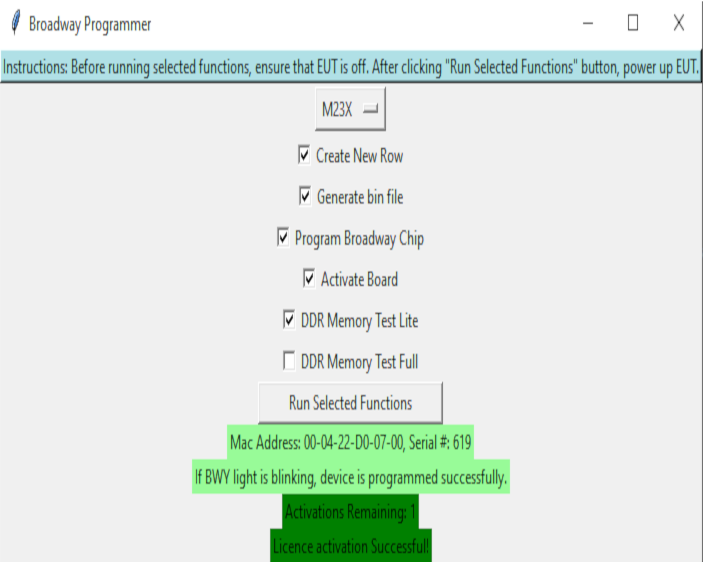 Broadway Programmer
Instructions: Before running selected functions, ensure that EUT is off. After clicking "Run Selected Functions" button, power up EUT.
M23X
Create New Row
Generate bin file
Program Broadway Chip
Activate Board
DDR Memory Test Lite
DDR Memory Test Full
Run Selected Functions
Mac Address: 00-04-22-D0-07-00, Serial #: 619
If BWY light is blinking, device is programmed successfully.
Activations Remaining: 1
Licence activation Successful!